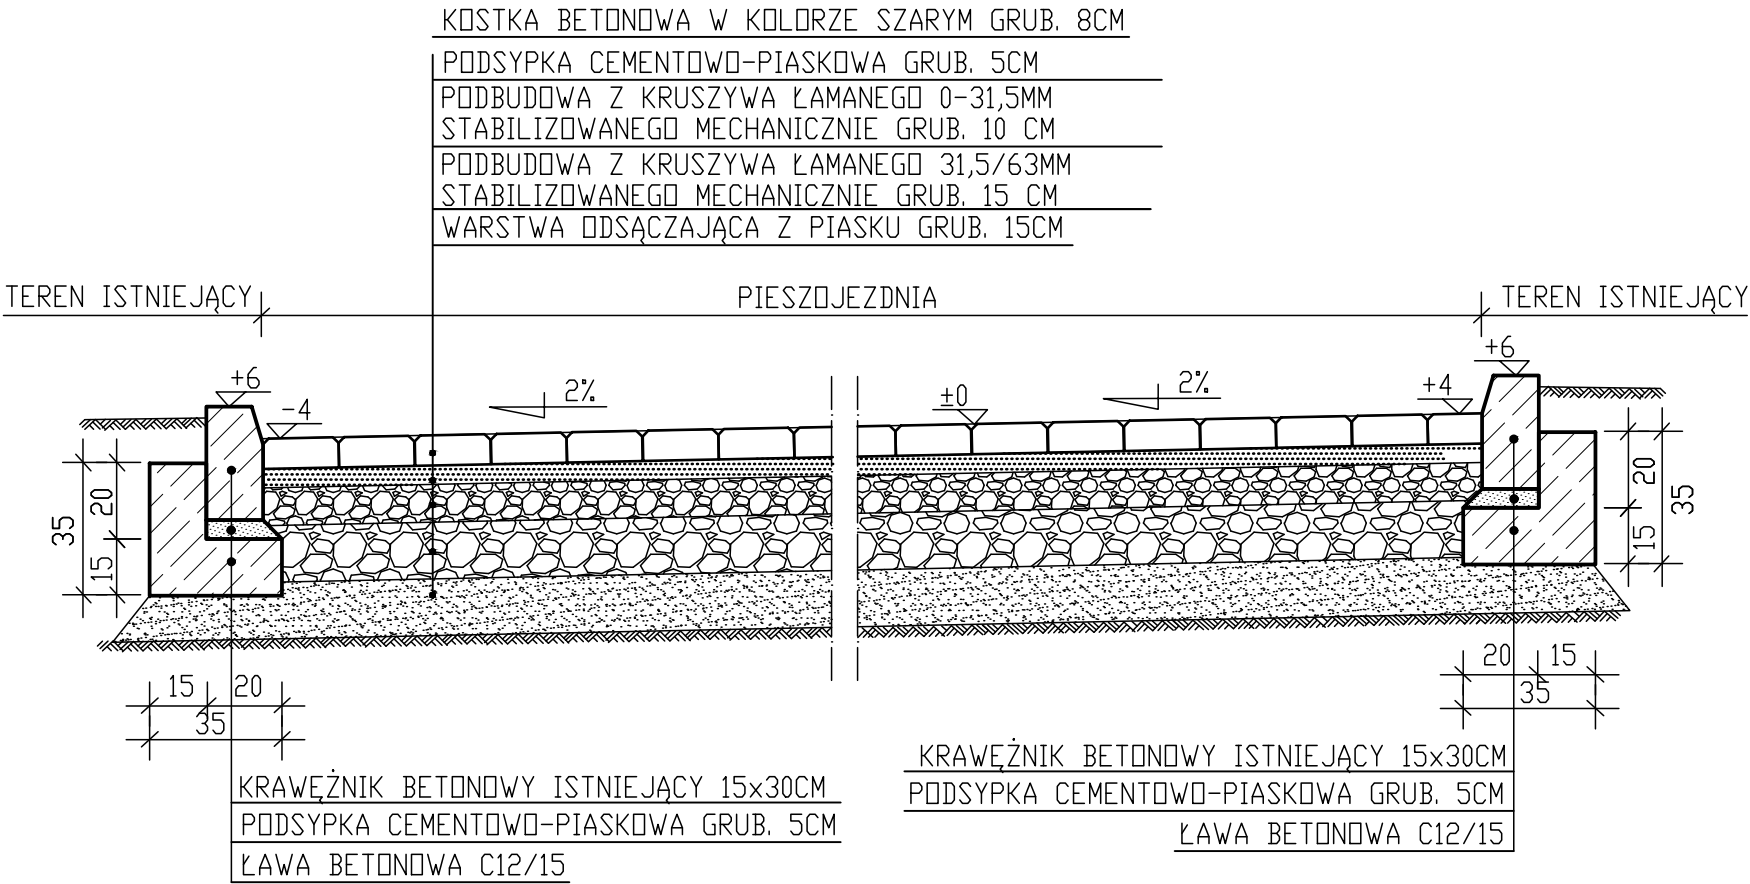 KOSTKA BETONOWA W KOLORZE SZARYM GRUB. 8CM
PODSYPKA CEMENTOWO-PIASKOWA GRUB. 5CM
PODBUDOWA Z KRUSZYWA ŁAMANEGO 0-31,5MM
STABILIZOWANEGO MECHANICZNIE GRUB. 10 CM
PODBUDOWA Z KRUSZYWA ŁAMANEGO 31,5/63MM
STABILIZOWANEGO MECHANICZNIE GRUB. 15 CM
WARSTWA ODSĄCZAJĄCA Z PIASKU GRUB. 15CM
TEREN ISTNIEJĄCY
PIESZOJEZDNIA
TEREN ISTNIEJĄCY
+6
-4
2%
±0
2%
+4
+6
35
20
15
20
15
35
15
20
35
20
15
35
KRAWĘŻNIK BETONOWY ISTNIEJĄCY 15x30CM
PODSYPKA CEMENTOWO-PIASKOWA GRUB. 5CM
ŁAWA BETONOWA C12/15
KRAWĘŻNIK BETONOWY ISTNIEJĄCY 15x30CM
PODSYPKA CEMENTOWO-PIASKOWA GRUB. 5CM
ŁAWA BETONOWA C12/15